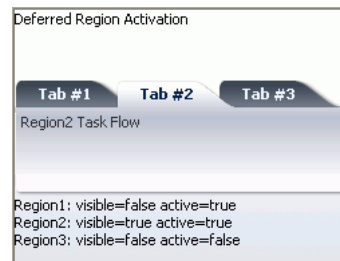 Deferred Region Activation
Tab #1 Tab #2 Tab #3
Region2 Task Flow
Region1: visible=false active=true
Region2: visible=true active=true
Region3: visible=false active=false